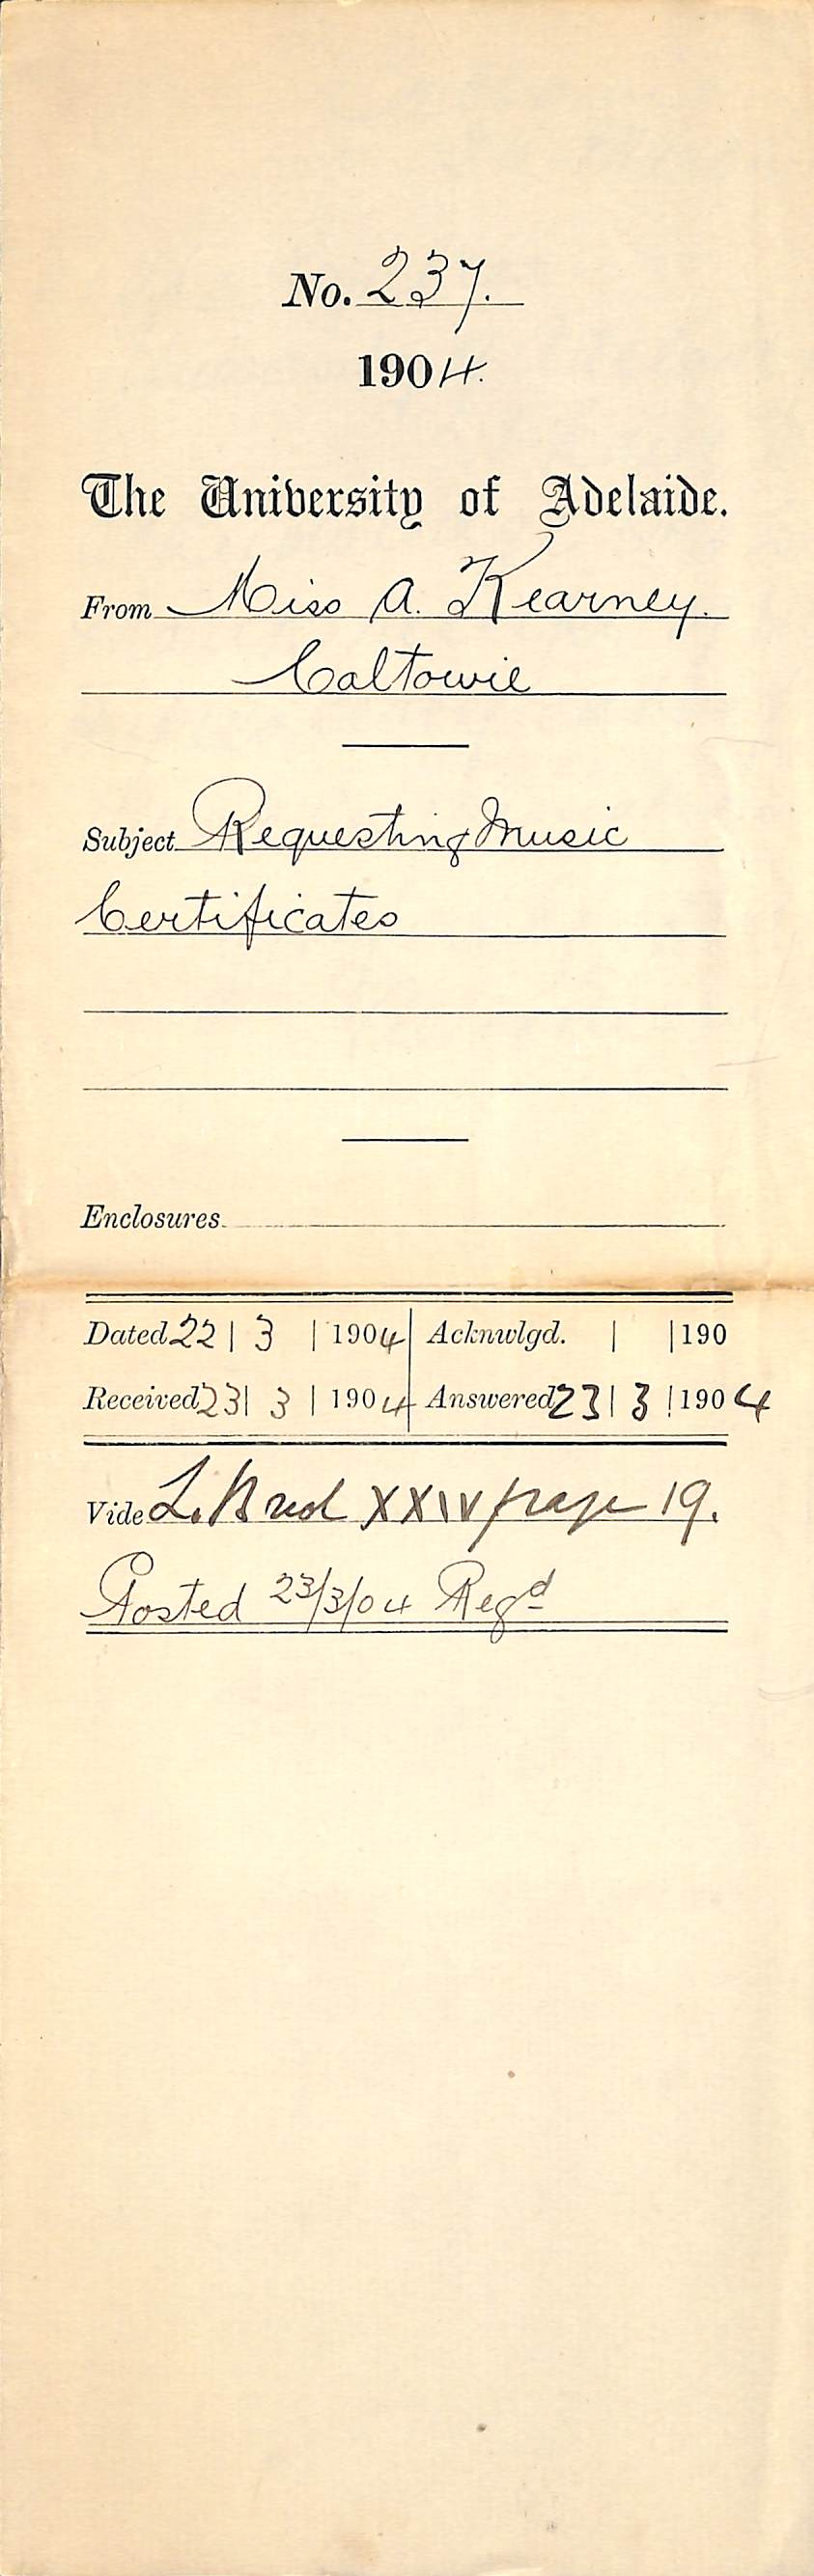 No. 237.
1904.
The University of Adelaide.
From Miss A. Kearney.
Caltowie
Subject Requesting Music
Certificates
Enclosures
Dated 22 | 3 | 1904 Acknwlgd. | | 190
Received 23 | 3 | 1904 Answered 23 | 3 | 1904
Vide L. B red XXIV page 19.
Posted 23/3/04 Regd